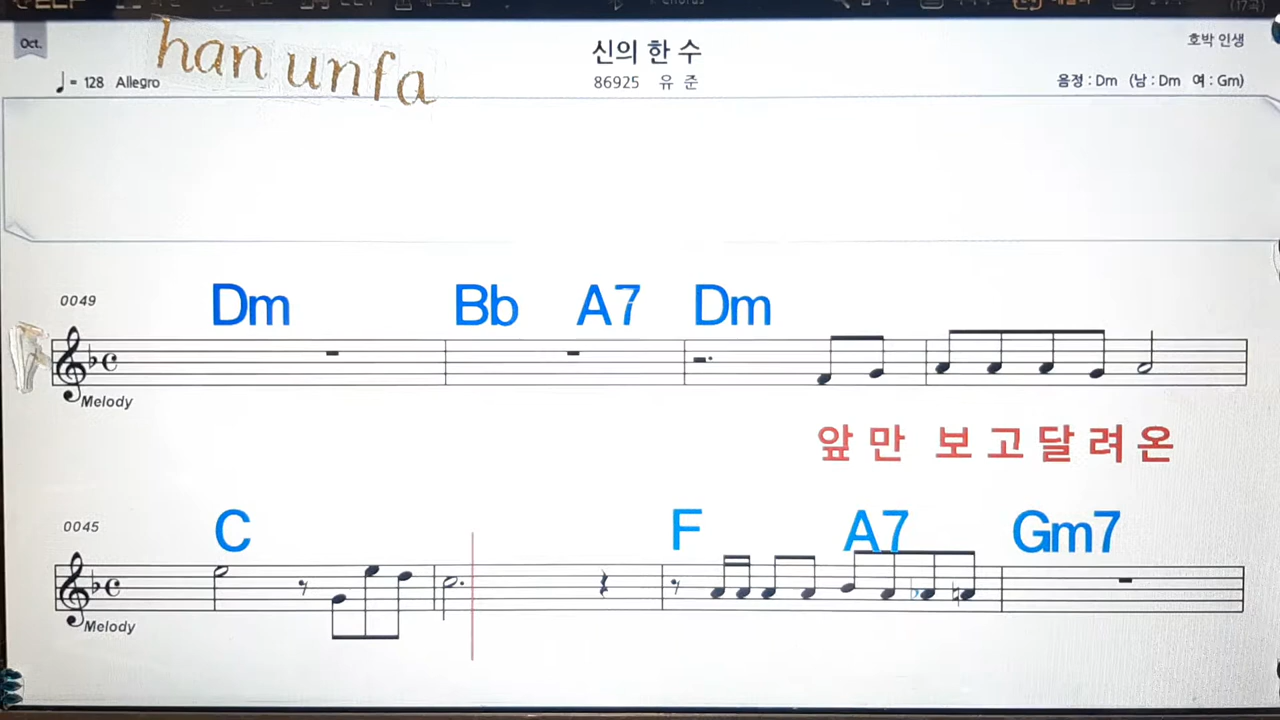 Oct.
han unfa
신의 한 수
호박 인생
♩= 128 Allegro
86925 유 준
음정 : Dm (남 : Dm 여 : Gm)
0049
Dm Bb A7 Dm
Melody
앞 만 보 고 달 려 온
0045
C F A7 Gm7
Melody